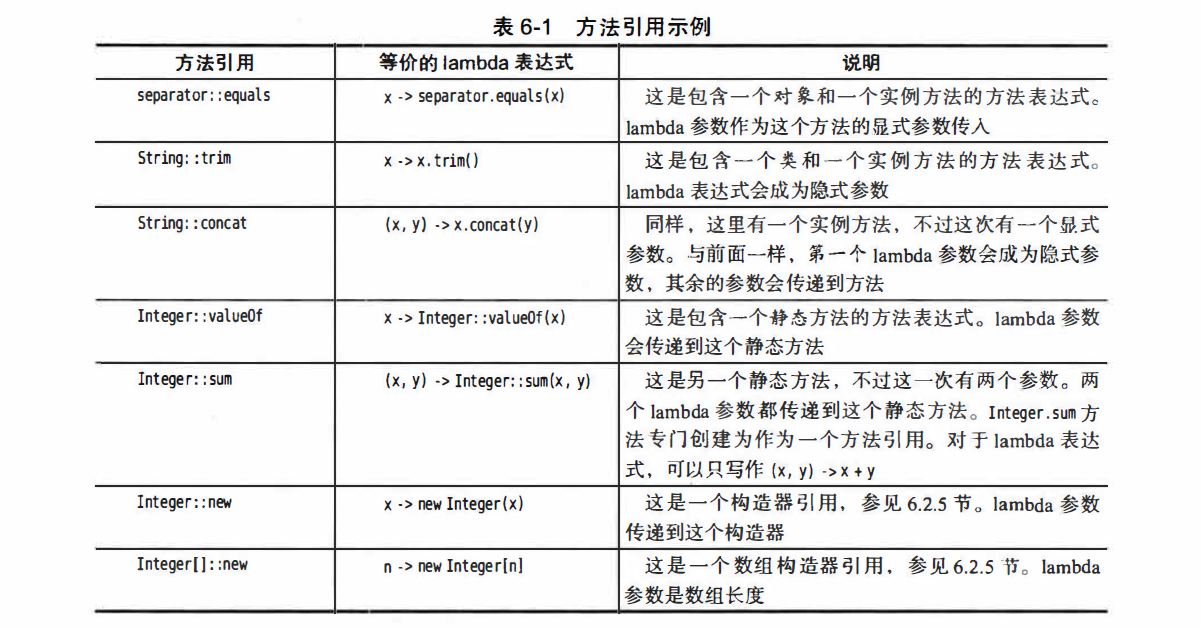 表 6-1 方法引用示例
方法引用 等价的 lambda 表达式 说明
separator::equals x -> separator.equals(x) 这是包含一个对象和一个实例方法的方法表达式。
lambda 参数作为这个方法的显式参数传入
String::trim x -> x.trim() 这是包含一个类和一个实例方法的方法表达式。
lambda 表达式会成为隐式参数
String::concat (x, y) -> x.concat(y) 同样，这里有一个实例方法，不过这次有一个显式
参数。与前面一样，第一个 lambda 参数会成为隐式参
数，其余的参数会传递到方法
Integer::valueOf x -> Integer::valueOf(x) 这是包含一个静态方法的方法表达式。lambda 参数
会传递到这个静态方法
Integer::sum (x, y) -> Integer::sum(x, y) 这是另一个静态方法，不过这一次有两个参数。两
个 lambda 参数都传递到这个静态方法。Integer.sum 方
法专门创建为作为一个方法引用。对于 lambda 表达
式，可以只写作 (x, y) -> x + y
Integer::new x -> new Integer(x) 这是一个构造器引用，参见 6.2.5 节。lambda 参数
传递到这个构造器
Integer[]::new n -> new Integer[n] 这是一个数组构造器引用，参见 6.2.5 节。lambda
参数是数组长度